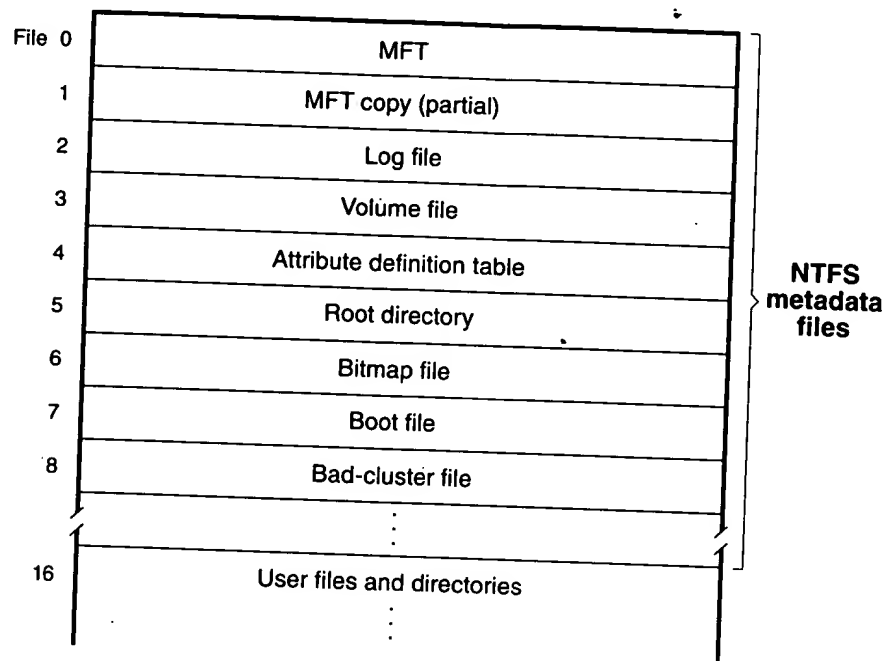 File 0 MFT
1 MFT copy (partial)
2 Log file
3 Volume file
4 Attribute definition table
5 Root directory
6 Bitmap file
7 Boot file
8 Bad-cluster file
16 User files and directories
NTFS
metadata
files